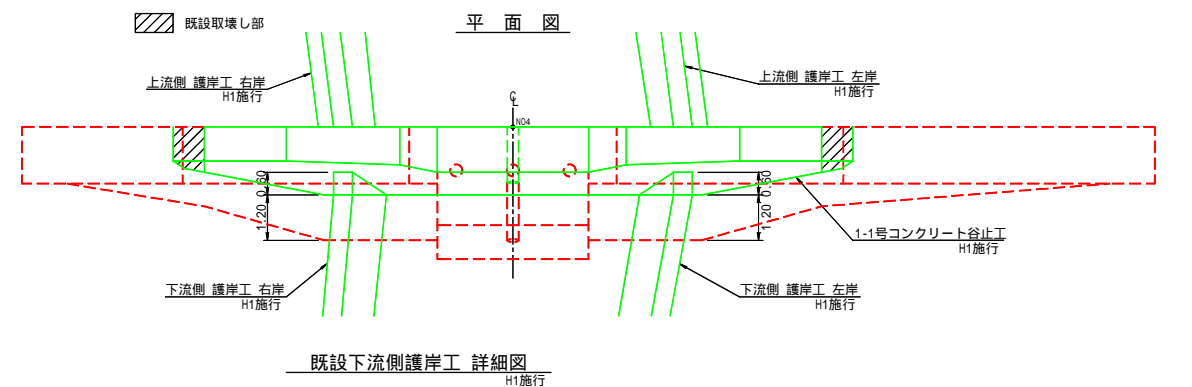 既設取壊し部
平 面 図
上流側 護岸工 右岸
H1施行
上流側 護岸工 左岸
H1施行
CL
NO4
0.60
1.20
0.60
1.20
1-1号コンクリート谷止工
H1施行
下流側 護岸工 右岸
H1施行
下流側 護岸工 左岸
H1施行
既設下流側護岸工 詳細図
H1施行